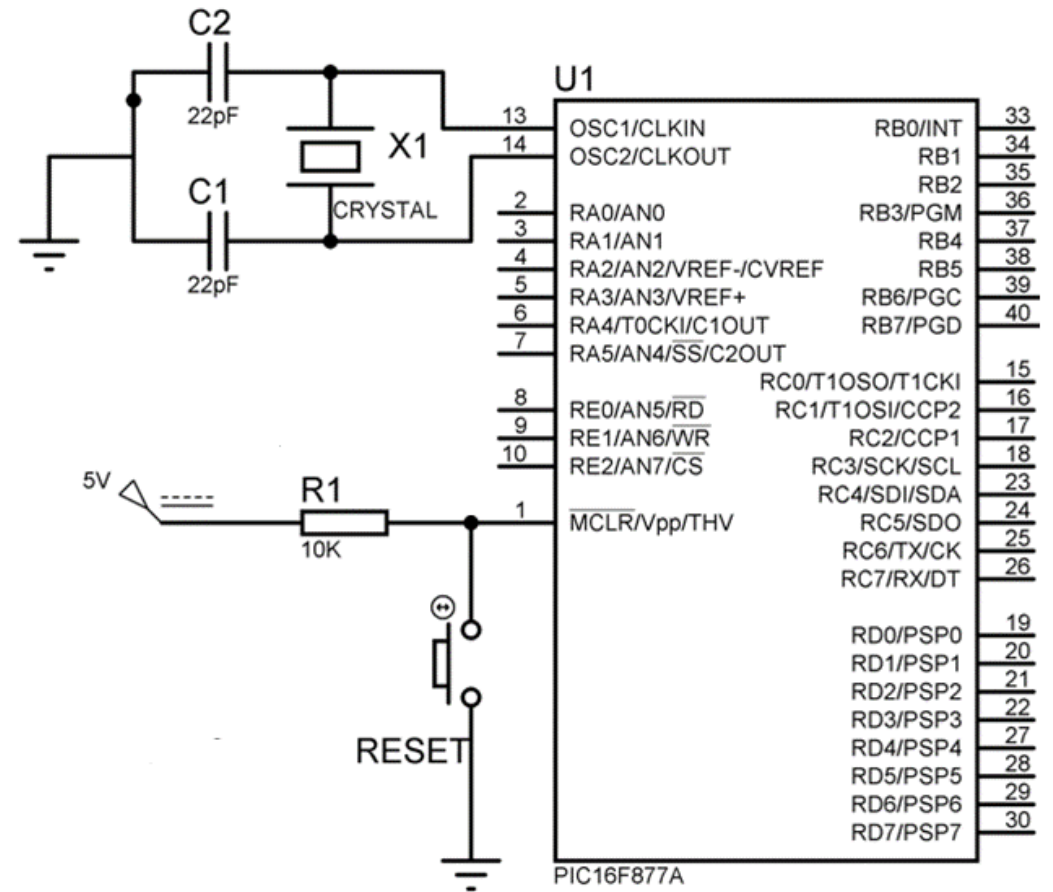 C2
22pF
X1
CRYSTAL
C1
22pF
5V
R1
10K
RESET
U1
13 OSC1/CLKIN
14 OSC2/CLKOUT
2 RA0/AN0
3 RA1/AN1
4 RA2/AN2/VREF-/CVREF
5 RA3/AN3/VREF+
6 RA4/T0CKI/C1OUT
7 RA5/AN4/SS/C2OUT
8 RE0/AN5/RD
9 RE1/AN6/WR
10 RE2/AN7/CS
1 MCLR/Vpp/THV
RB0/INT 33
RB1 34
RB2 35
RB3/PGM 36
RB4 37
RB5 38
RB6/PGC 39
RB7/PGD 40
RC0/T1OSO/T1CKI 15
RC1/T1OSI/CCP2 16
RC2/CCP1 17
RC3/SCK/SCL 18
RC4/SDI/SDA 23
RC5/SDO 24
RC6/TX/CK 25
RC7/RX/DT 26
RD0/PSP0 19
RD1/PSP1 20
RD2/PSP2 21
RD3/PSP3 22
RD4/PSP4 27
RD5/PSP5 28
RD6/PSP6 29
RD7/PSP7 30
PIC16F877A